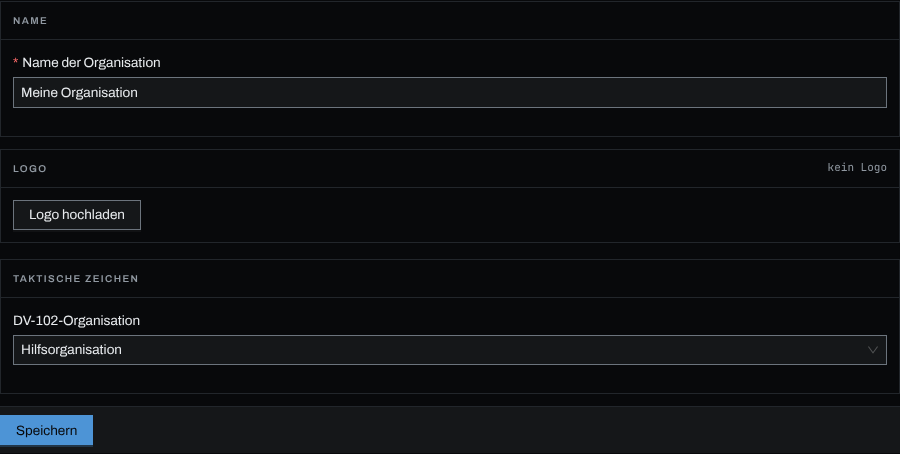 NAME
* Name der Organisation
Meine Organisation
LOGO
kein Logo
Logo hochladen
TAKTISCHE ZEICHEN
DV-102-Organisation
Hilfsorganisation
Speichern